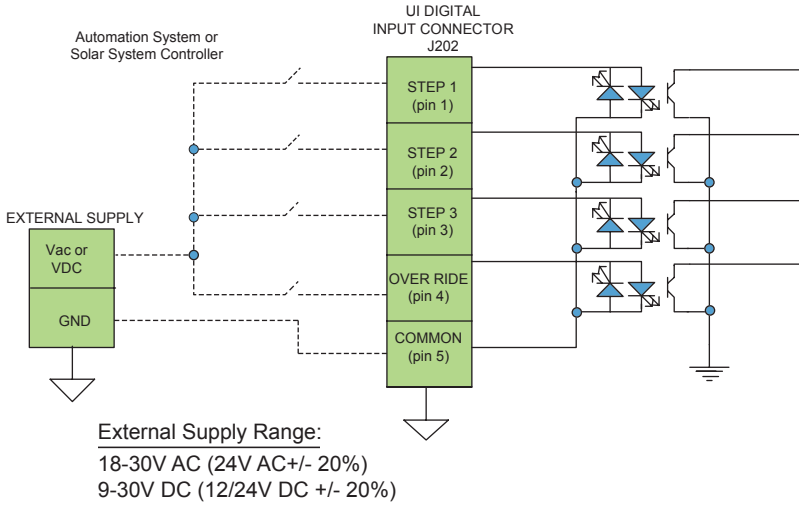 UI DIGITAL
INPUT CONNECTOR
J202
Automation System or
Solar System Controller
STEP 1
(pin 1)
STEP 2
(pin 2)
STEP 3
(pin 3)
EXTERNAL SUPPLY
Vac or
VDC
OVER RIDE
(pin 4)
GND
COMMON
(pin 5)
External Supply Range:
18-30V AC (24V AC+/- 20%)
9-30V DC (12/24V DC +/- 20%)